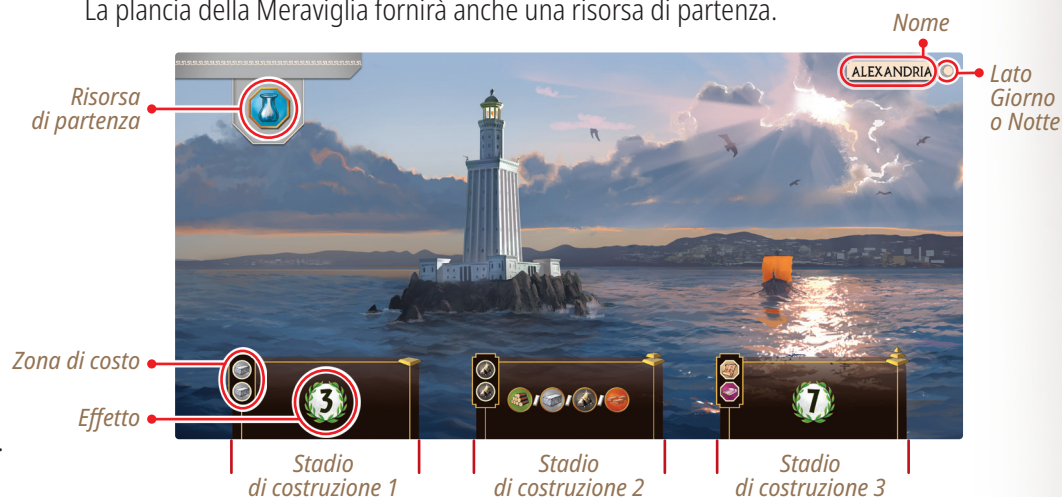 La plancia della Meraviglia fornirà anche una risorsa di partenza.
Nome
ALEXANDRIA
Lato
Giorno
o Notte
Risorsa
di partenza
Zona di costo
Effetto
3
7
.
Stadio
di costruzione 1
Stadio
di costruzione 2
Stadio
di costruzione 3